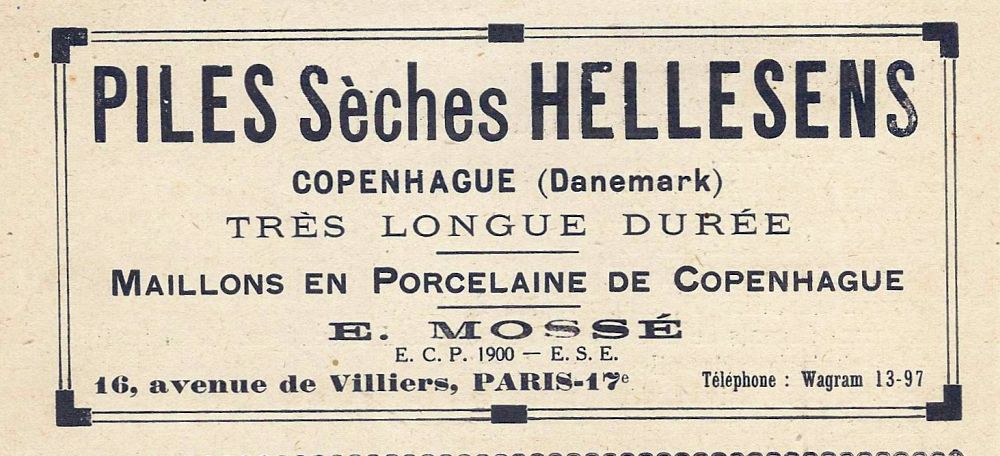 PILES Sèches HELLESENS
COPENHAGUE (Danemark)
TRÈS LONGUE DURÉE
MAILLONS EN PORCELAINE DE COPENHAGUE
E. MOSSÉ
E. C. P. 1900 — E. S. E.
16, avenue de Villiers, PARIS-17e Téléphone : Wagram 13-97